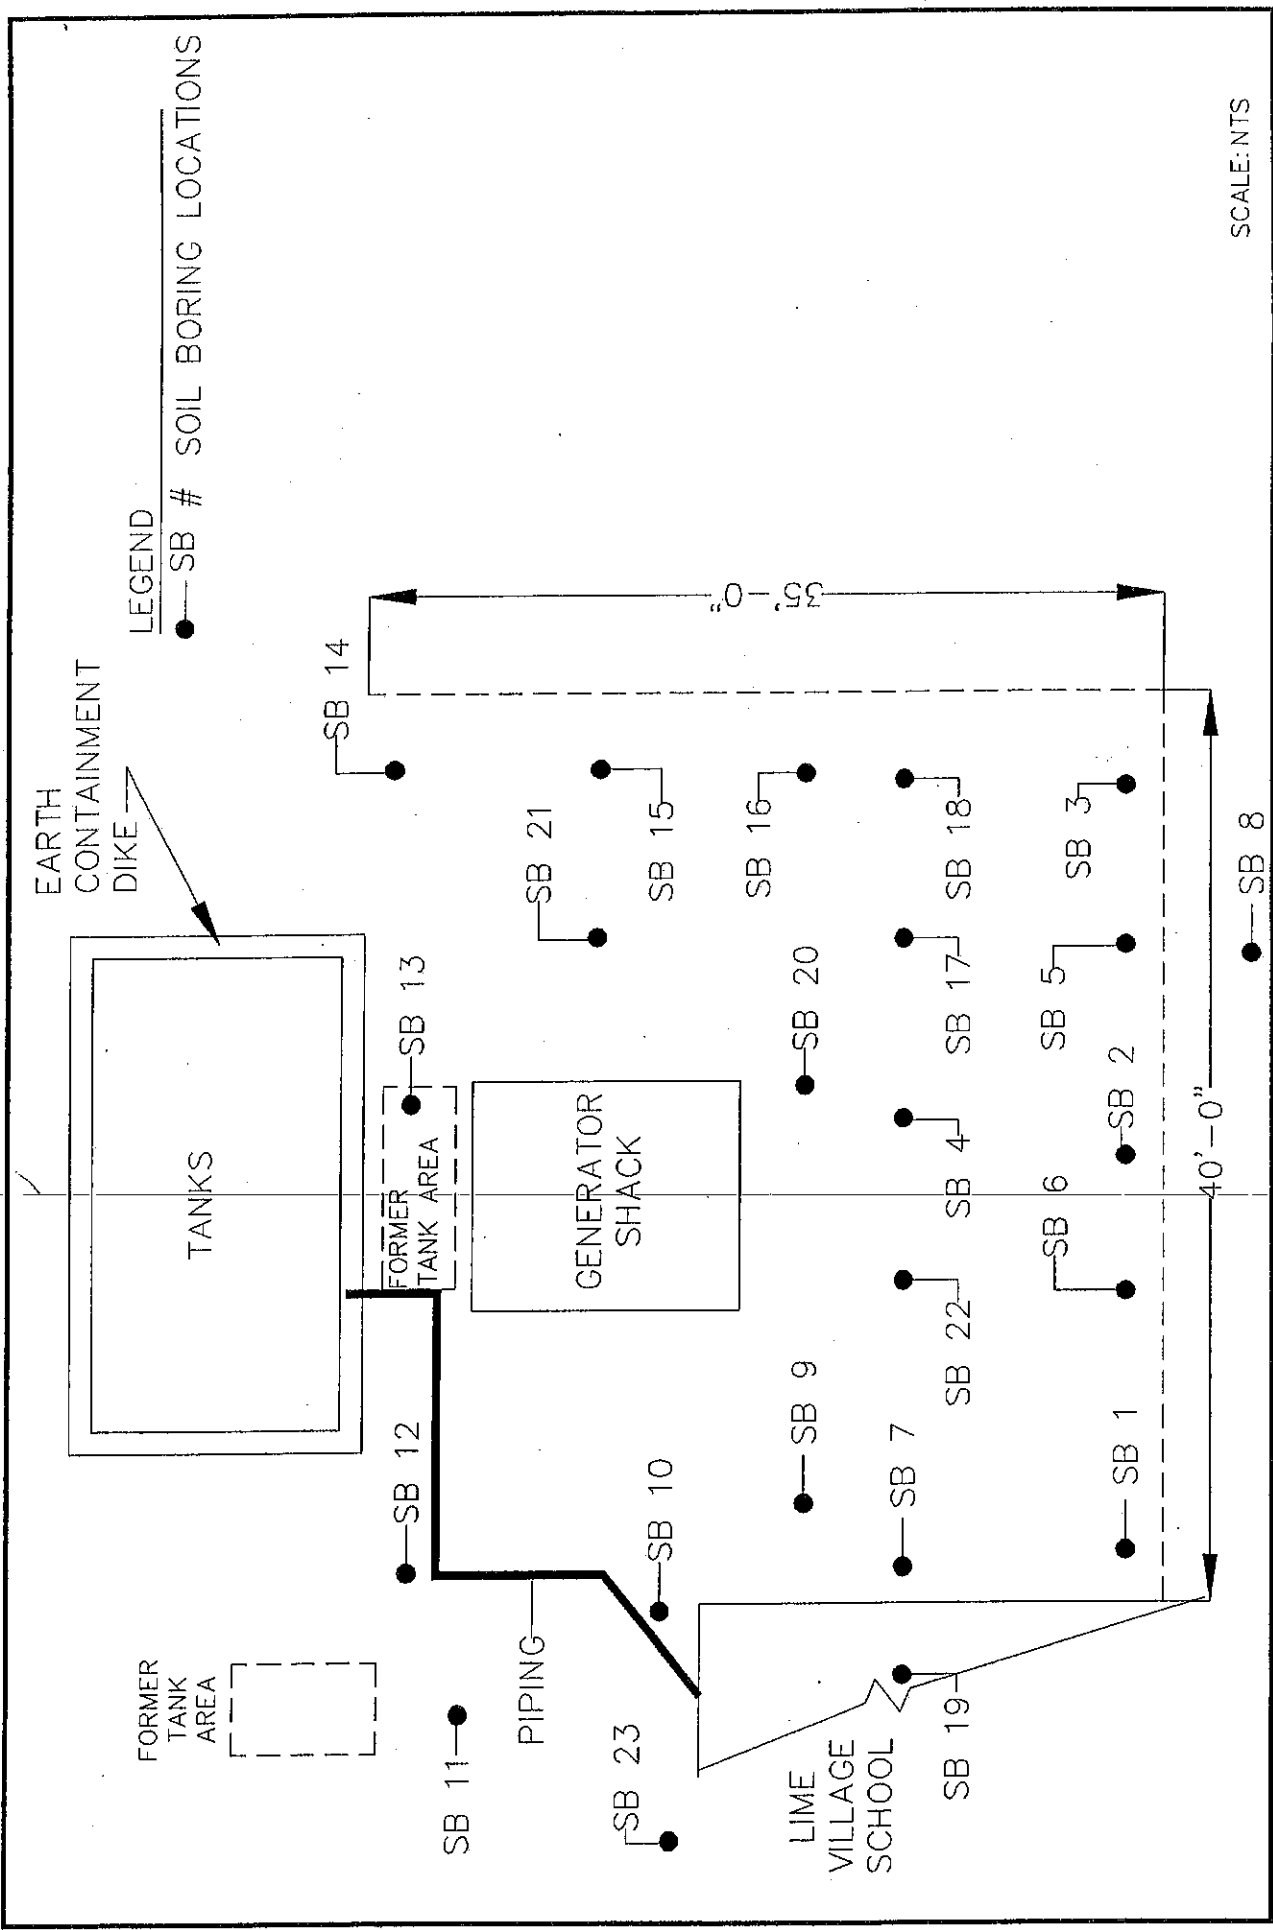 LEGEND
SB # SOIL BORING LOCATIONS
EARTH
CONTAINMENT
DIKE
TANKS
FORMER
TANK
AREA
SB 12
FORMER
TANK AREA
SB 13
SB 14
SB 11
PIPING
GENERATOR
SHACK
SB 21
SB 15
SB 23
SB 10
SB 9
SB 20
SB 16
35'-0"
LIME
VILLAGE
SCHOOL
SB 7
SB 19
SB 22
SB 4
SB 17
SB 18
SB 6
SB 5
SB 3
SB 1
SB 2
40'-0"
SB 8
SCALE: NTS